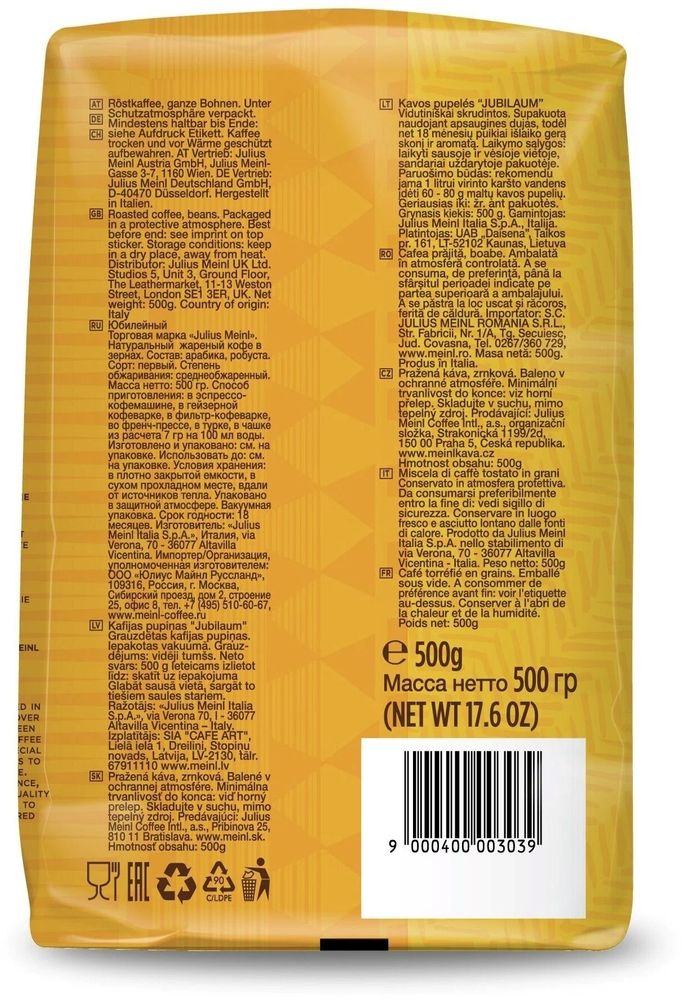 AT Röstkaffee, ganze Bohnen. Unter
DE Schutzatmosphäre verpackt.
CH Mindestens haltbar bis Ende:
siehe Aufdruck Etikett. Kaffee
trocken und vor Wärme geschützt
aufbewahren. AT Vertrieb: Julius
Meinl Austria GmbH, Julius Meinl-
Gasse 3-7, 1160 Wien. DE Vertrieb:
Julius Meinl Deutschland GmbH,
D-40470 Düsseldorf. Hergestellt
in Italien.
GB Roasted coffee, beans. Packaged
in a protective atmosphere. Best
before end: see imprint on top
sticker. Storage conditions: keep
in a dry place, away from heat.
Distributor: Julius Meinl UK Ltd.
Studios 5, Unit 3, Ground Floor,
The Leathermarket, 11-13 Weston
Street, London SE1 3ER, UK. Net
weight: 500g. Country of origin:
Italy
RU Юбилейный
Торговая марка «Julius Meinl».
Натуральный жареный кофе в
зернах. Состав: арабика, робуста.
Сорт: первый. Степень
обжаривания: среднеобжаренный.
Масса нетто: 500 гр. Способ
приготовления: в эспрессо-
кофемашине, в гейзерной
кофеварке, в фильтр-кофеварке,
во френч-прессе, в турке, в чашке
из расчета 7 гр на 100 мл воды.
Изготовлено и упаковано: см. на
упаковке. Использовать до: см.
на упаковке. Условия хранения:
в плотно закрытой емкости, в
сухом прохладном месте, вдали
от источников тепла. Упаковано
в защитной атмосфере. Вакуумная
упаковка. Срок годности: 18
месяцев. Изготовитель: «Julius
Meinl Italia S.p.A.», Италия, via
Verona, 70 - 36077 Altavilla
Vicentina. Импортер/Организация,
уполномоченная изготовителем:
ООО «Юлиус Майнл Руссланд»,
109316, Россия, г. Москва,
Сибирский проезд, дом 2, строение
25, офис 8, тел. +7 (495) 510-60-67,
www.meinl-coffee.ru
LV Kafijas pupiņas "Jubilaum"
Grauzdētas kafijas pupiņas.
Iepakotas vakuumā. Grauz-
dējums: vidēji tumšs. Neto
svars: 500 g Ieteicams izlietot
līdz: skatīt uz iepakojuma
Glabāt sausā vietā, sargāt to
tiešiem saules stariem.
Ražotājs: «Julius Meinl Italia
S.p.A.», via Verona 70, I - 36077
Altavilla Vicentina – Italy.
Izplatītājs: SIA "CAFE ART",
Lielā ielā 1, Dreiliņi, Stopiņu
novads, Latvija, LV-2130, tālr.
67911110 www.meinl.lv
SK Pražená káva, zrnková. Balené v
ochrannej atmosfére. Minimálna
trvanlivosť do konca: viď horný
prelep. Skladujte v suchu, mimo
tepelný zdroj. Predávajúci: Julius
Meinl Coffee Intl., a.s., Pribinova 25,
810 11 Bratislava. www.meinl.sk.
Hmotnosť obsahu: 500g
EAC
90
C/LDPE
LT Kavos pupelės "JUBILAUM"
Vidutiniškai skrudintos. Supakuota
naudojant apsaugines dujas, todėl
net 18 mėnesių puikiai išlaiko gerą
skonį ir aromatą. Laikymo sąlygos:
laikyti sausoje ir vėsioje vietoje,
sandariai uždarytoje pakuotėje.
Paruošimo būdas: rekomendu
jama 1 litrui virinto karšto vandens
įdėti 60 - 80 g maltų kavos pupelių.
Geriausias iki: žr. ant pakuotės.
Grynasis kiekis: 500 g. Gamintojas:
Julius Meinl Italia S.p.A., Italija.
Platintojas: UAB „Daisena", Taikos
pr. 161, LT-52102 Kaunas, Lietuva
RO Cafea prăjită, boabe. Ambalată
în atmosferă controlată. A se
consuma, de preferință, până la
sfârșitul perioadei indicate pe
partea superioară a ambalajului.
A se păstra la loc uscat și răcoros,
ferită de căldură. Importator: S.C.
JULIUS MEINL ROMANIA S.R.L.,
Str. Fabricii, Nr. 1/A, Tg. Secuiesc,
Jud. Covasna, Tel. 0267/360 729,
www.meinl.ro. Masa netă: 500g.
Produs în Italia.
CZ Pražená káva, zrnková. Baleno v
ochranné atmosféře. Minimální
trvanlivost do konce: viz horní
přelep. Skladujte v suchu, mimo
tepelný zdroj. Prodávající: Julius
Meinl Coffee Intl., a.s., organizační
složka, Strakonická 1199/2d,
150 00 Praha 5, Česká republika.
www.meinlkava.cz
Hmotnost obsahu: 500g
IT Miscela di caffè tostato in grani
Conservato in atmosfera protettiva.
Da consumarsi preferibilmente
entro la fine di: vedi sigillo di
sicurezza. Conservare in luogo
fresco e asciutto lontano dalle fonti
di calore. Prodotto da Julius Meinl
Italia S.p.A. nello stabilimento di
via Verona, 70 - 36077 Altavilla
Vicentina - Italia. Peso netto: 500g
FR Café torréfié en grains. Emballé
sous vide. A consommer de
préférence avant fin: voir l'etiquette
au-dessus. Conserver à l'abri de
la chaleur et de la humidité.
Poids net: 500g
e 500g
Масса нетто 500 гр
(NET WT 17.6 OZ)
9 000400 003039